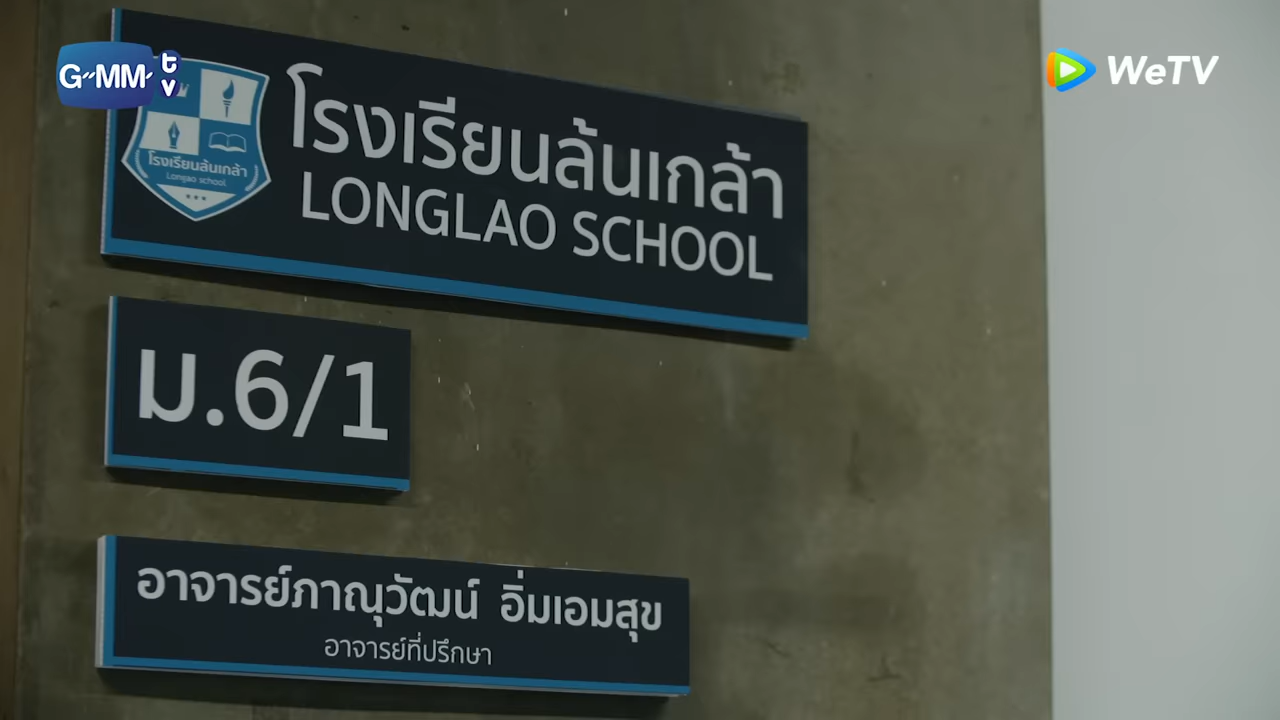 GMM
tv
WeTV
โรงเรียนล้นเกล้า
LONGLAO SCHOOL
โรงเรียนล้นเกล้า
Longlao school
ม.6/1
อาจารย์ภาณุวัฒน์ อิ่มเอมสุข
อาจารย์ที่ปรึกษา